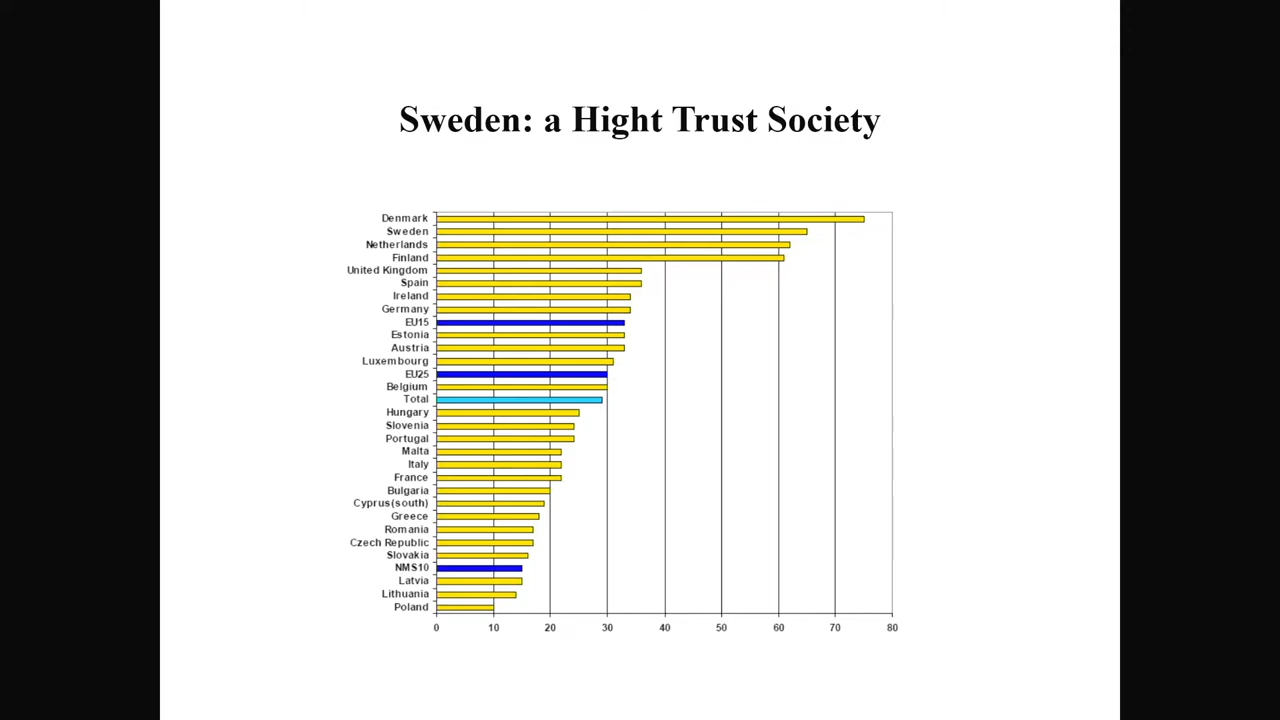 Sweden: a Hight Trust Society
Denmark
Sweden
Netherlands
Finland
United Kingdom
Spain
Ireland
Germany
EU15
Estonia
Austria
Luxembourg
EU25
Belgium
Total
Hungary
Slovenia
Portugal
Malta
Italy
France
Bulgaria
Cyprus(south)
Greece
Romania
Czech Republic
Slovakia
NMS10
Latvia
Lithuania
Poland
0 10 20 30 40 50 60 70 80